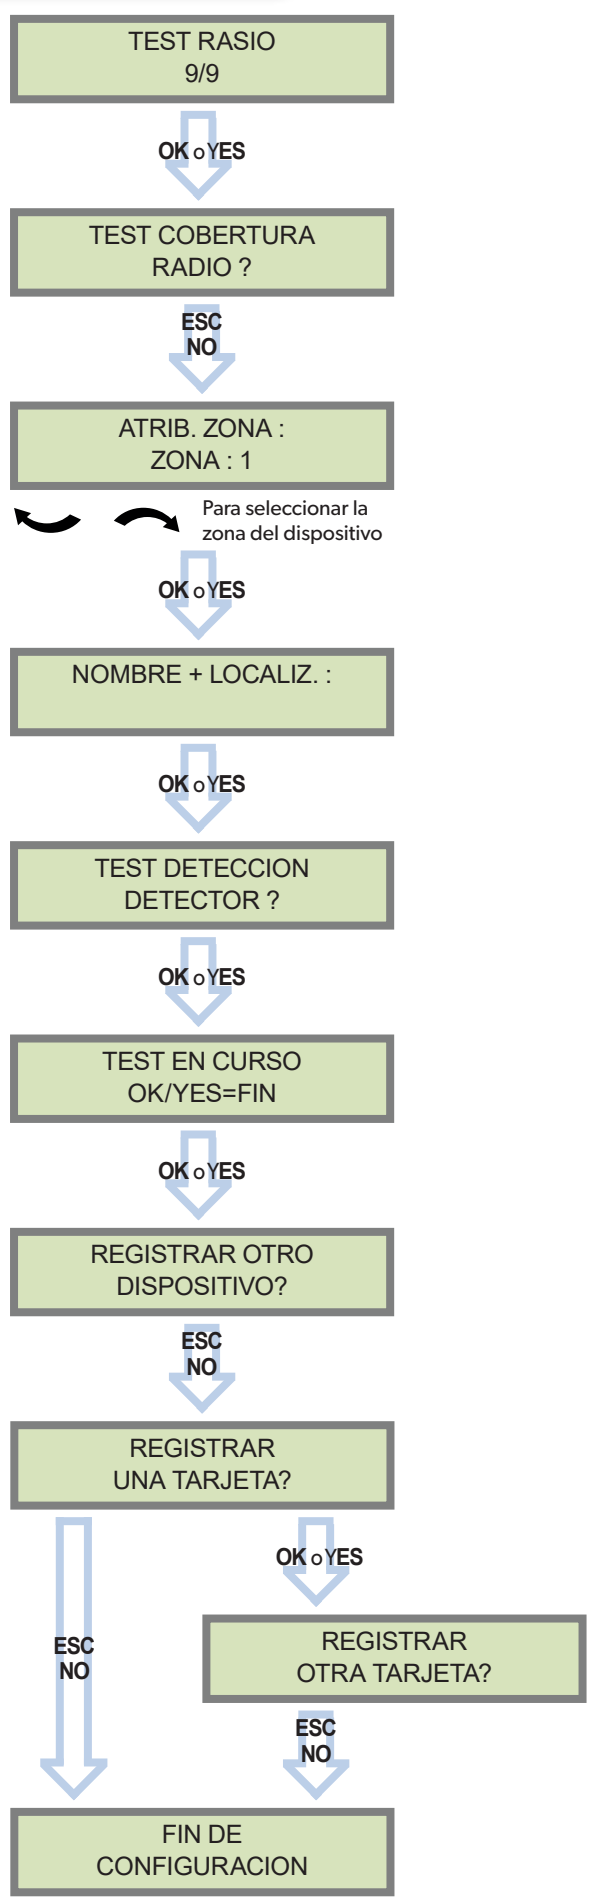 TEST RASIO
9/9
OK o YES
TEST COBERTURA
RADIO ?
ESC
NO
ATRIB. ZONA :
ZONA : 1
Para seleccionar la
zona del dispositivo
OK o YES
NOMBRE + LOCALIZ. :
OK o YES
TEST DETECCION
DETECTOR ?
OK o YES
TEST EN CURSO
OK/YES=FIN
OK o YES
REGISTRAR OTRO
DISPOSITIVO?
ESC
NO
REGISTRAR
UNA TARJETA?
OK o YES
REGISTRAR
OTRA TARJETA?
ESC
NO
ESC
NO
FIN DE
CONFIGURACION